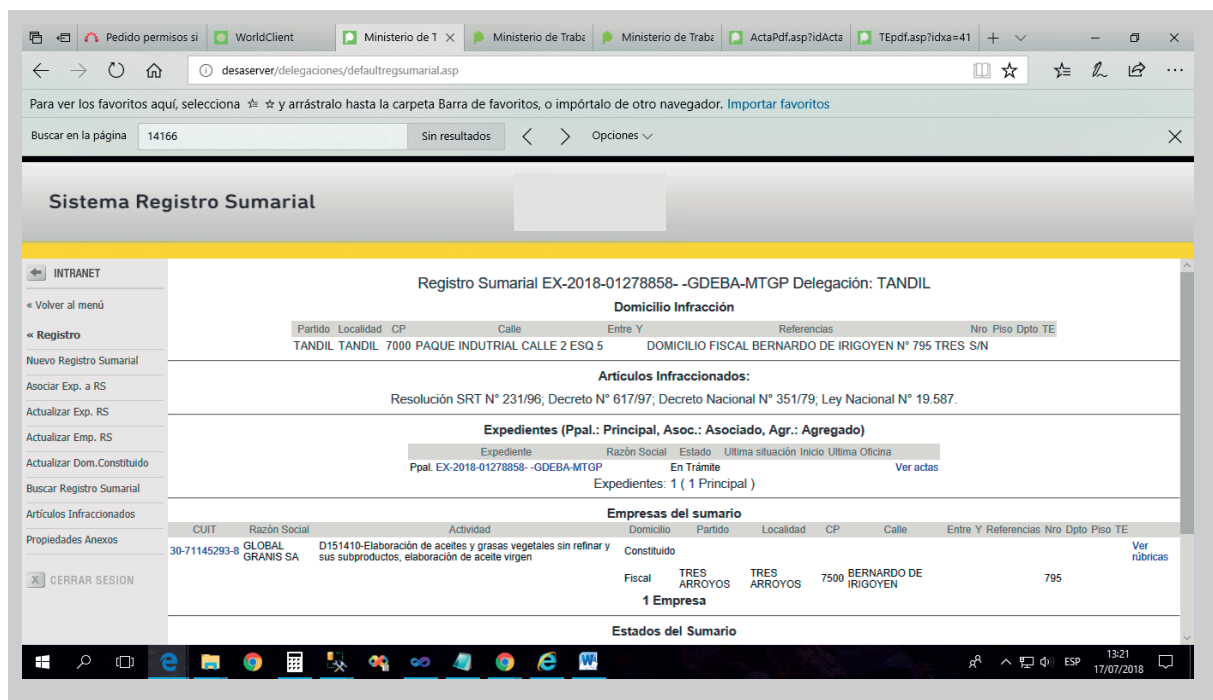 Pedido permisos si WorldClient Ministerio de T Ministerio de Traba Ministerio de Traba ActaPdf.asp?idActa TEpdf.asp?idxa=41
desaserver/delegaciones/defaultregsumarial.asp
Para ver los favoritos aquí, selecciona y arrástralo hasta la carpeta Barra de favoritos, o impórtalo de otro navegador. Importar favoritos
Buscar en la página 14166 Sin resultados Opciones
Sistema Registro Sumarial
INTRANET
« Volver al menú
« Registro
Nuevo Registro Sumarial
Asociar Exp. a RS
Actualizar Exp. RS
Actualizar Emp. RS
Actualizar Dom.Constituido
Buscar Registro Sumarial
Artículos Infraccionados
Propiedades Anexos
X CERRAR SESION
Registro Sumarial EX-2018-01278858- -GDEBA-MTGP Delegación: TANDIL
Domicilio Infracción
Partido Localidad CP Calle Entre Y Referencias Nro Piso Dpto TE
TANDIL TANDIL 7000 PAQUE INDUTRIAL CALLE 2 ESQ 5 DOMICILIO FISCAL BERNARDO DE IRIGOYEN N° 795 TRES S/N
Artículos Infraccionados:
Resolución SRT N° 231/96; Decreto N° 617/97; Decreto Nacional N° 351/79; Ley Nacional N° 19.587.
Expedientes (Ppal.: Principal, Asoc.: Asociado, Agr.: Agregado)
Expediente Razón Social Estado Ultima situación Inicio Ultima Oficina
Ppal. EX-2018-01278858- -GDEBA-MTGP En Trámite Ver actas
Expedientes: 1 ( 1 Principal )
Empresas del sumario
CUIT Razón Social Actividad Domicilio Partido Localidad CP Calle Entre Y Referencias Nro Dpto Piso TE
30-71145293-8 GLOBAL GRANIS SA D151410-Elaboración de aceites y grasas vegetales sin refinar y sus subproductos, elaboración de aceite virgen Constituido Ver rúbricas
Fiscal TRES ARROYOS TRES ARROYOS 7500 BERNARDO DE IRIGOYEN 795
1 Empresa
Estados del Sumario
ESP 13:21
17/07/2018